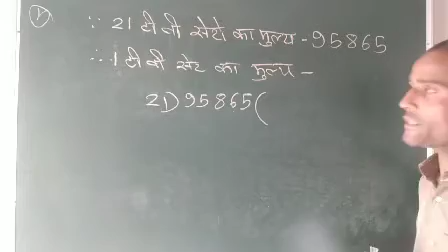 ① ∵ 21 टी वी सेटो का मुल्य - 95865
∴ 1 टी वी सेट का मुल्य -
21)95865(